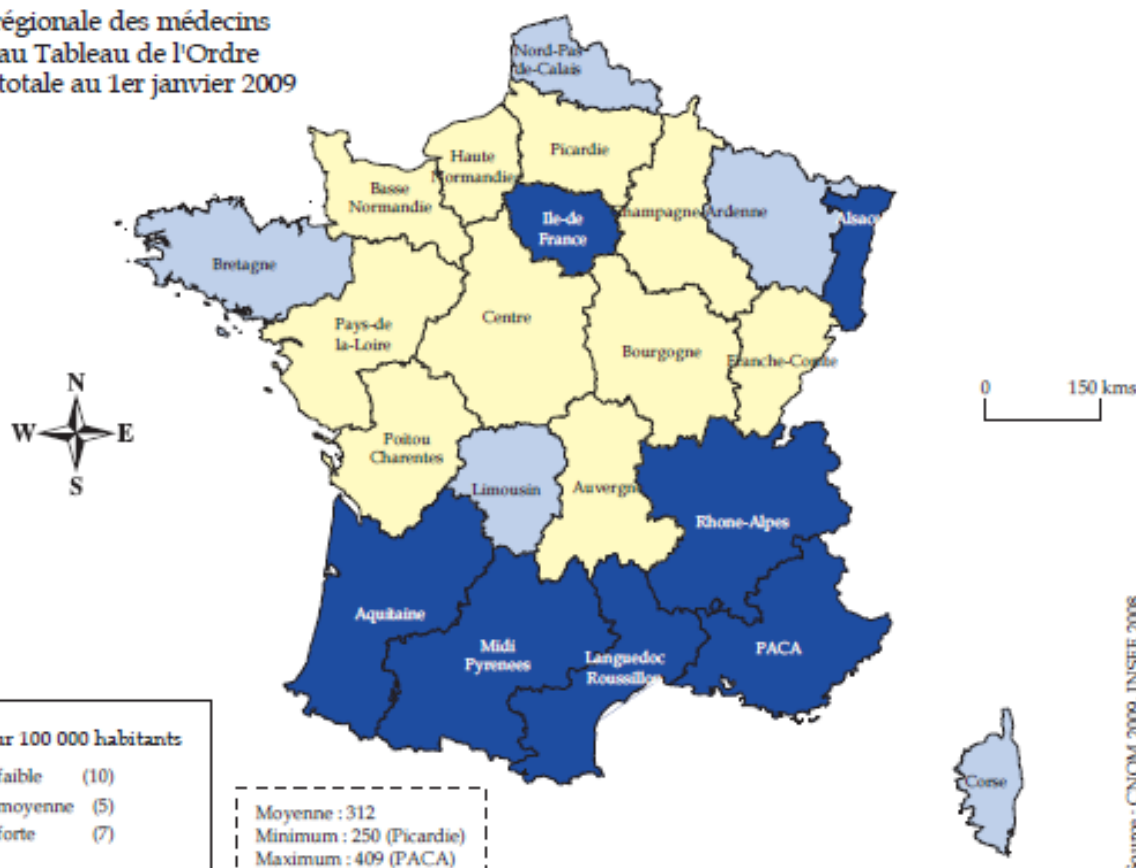 régionale des médecins
au Tableau de l'Ordre
totale au 1er janvier 2009
Nord-Pas
de-Calais
Picardie
Haute
Normandie
Basse
Normandie
Ile-de
France
Champagne Ardenne
Alsace
Bretagne
Pays-de
la-Loire
Centre
Bourgogne
Franche-Comte
N
W E
S
0 150 kms
Poitou
Charentes
Limousin
Auvergne
Rhone-Alpes
Aquitaine
Midi
Pyrenees
Languedoc
Roussillon
PACA
Corse
ur 100 000 habitants
faible (10)
moyenne (5)
forte (7)
Moyenne : 312
Minimum : 250 (Picardie)
Maximum : 409 (PACA)
Source : CNOM 2009, INSEE 2008